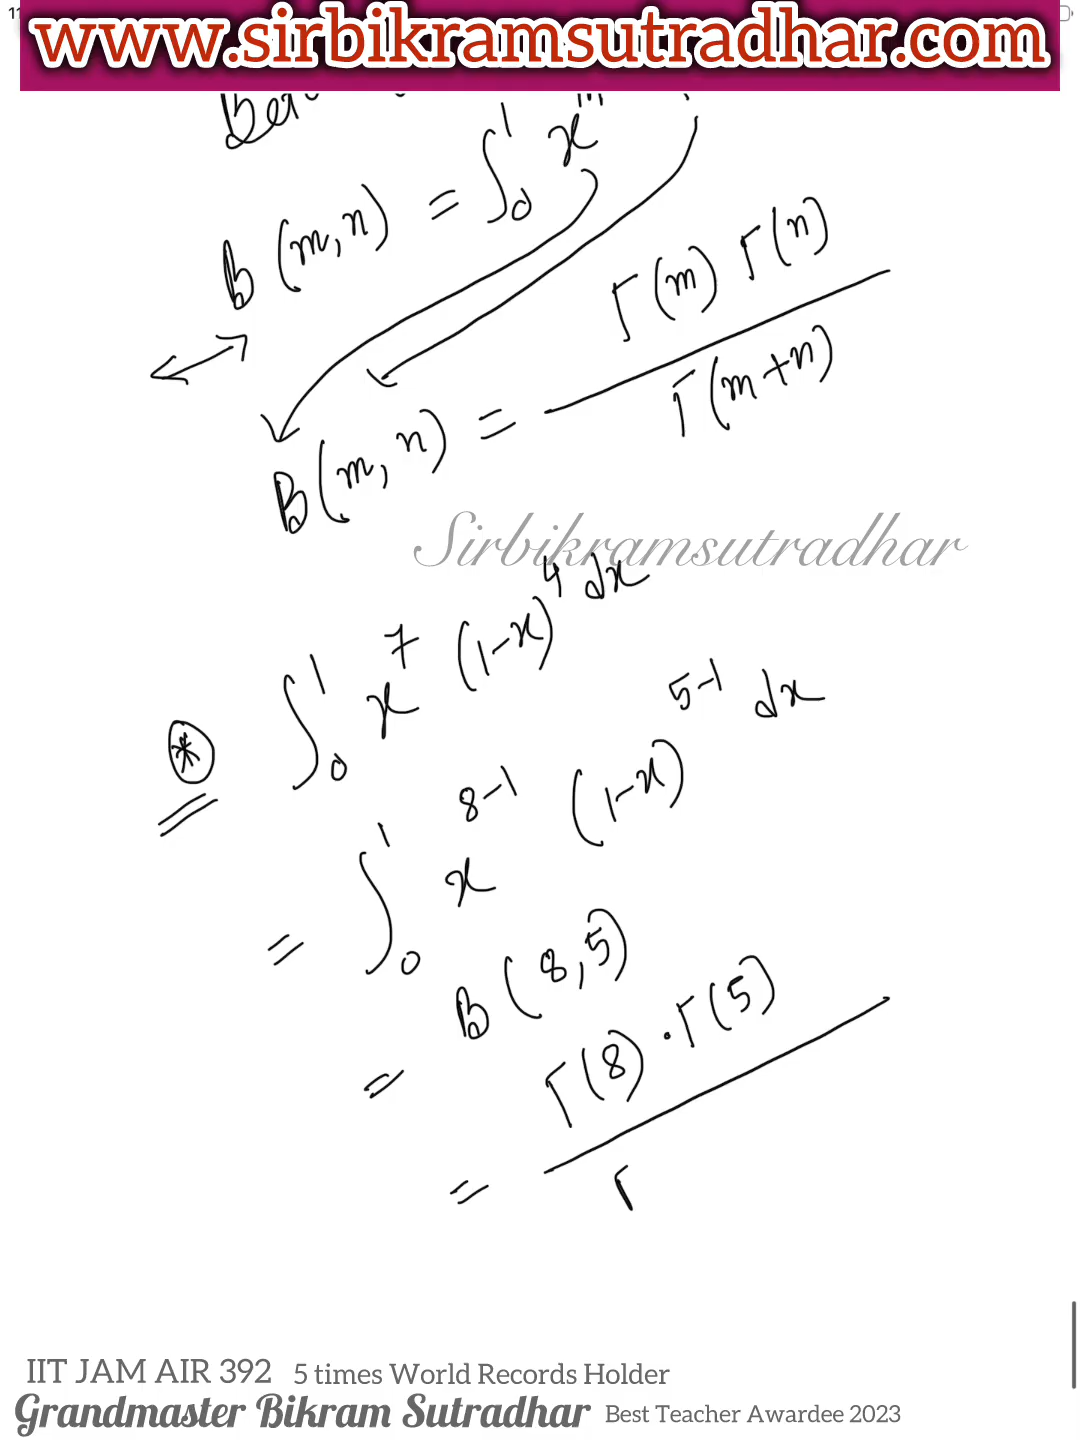 www.sirbikramsutradhar.com
B(m,n) = ∫₀¹ x
B(m,n) = Γ(m) Γ(n) / Γ(m+n)
Sirbikramsutradhar
* ∫₀¹ x⁷ (1-x)⁴ dx
= ∫₀¹ x⁸⁻¹ (1-x)⁵⁻¹ dx
= B(8,5)
= Γ(8)·Γ(5) / Γ
IIT JAM AIR 392 5 times World Records Holder
Grandmaster Bikram Sutradhar Best Teacher Awardee 2023